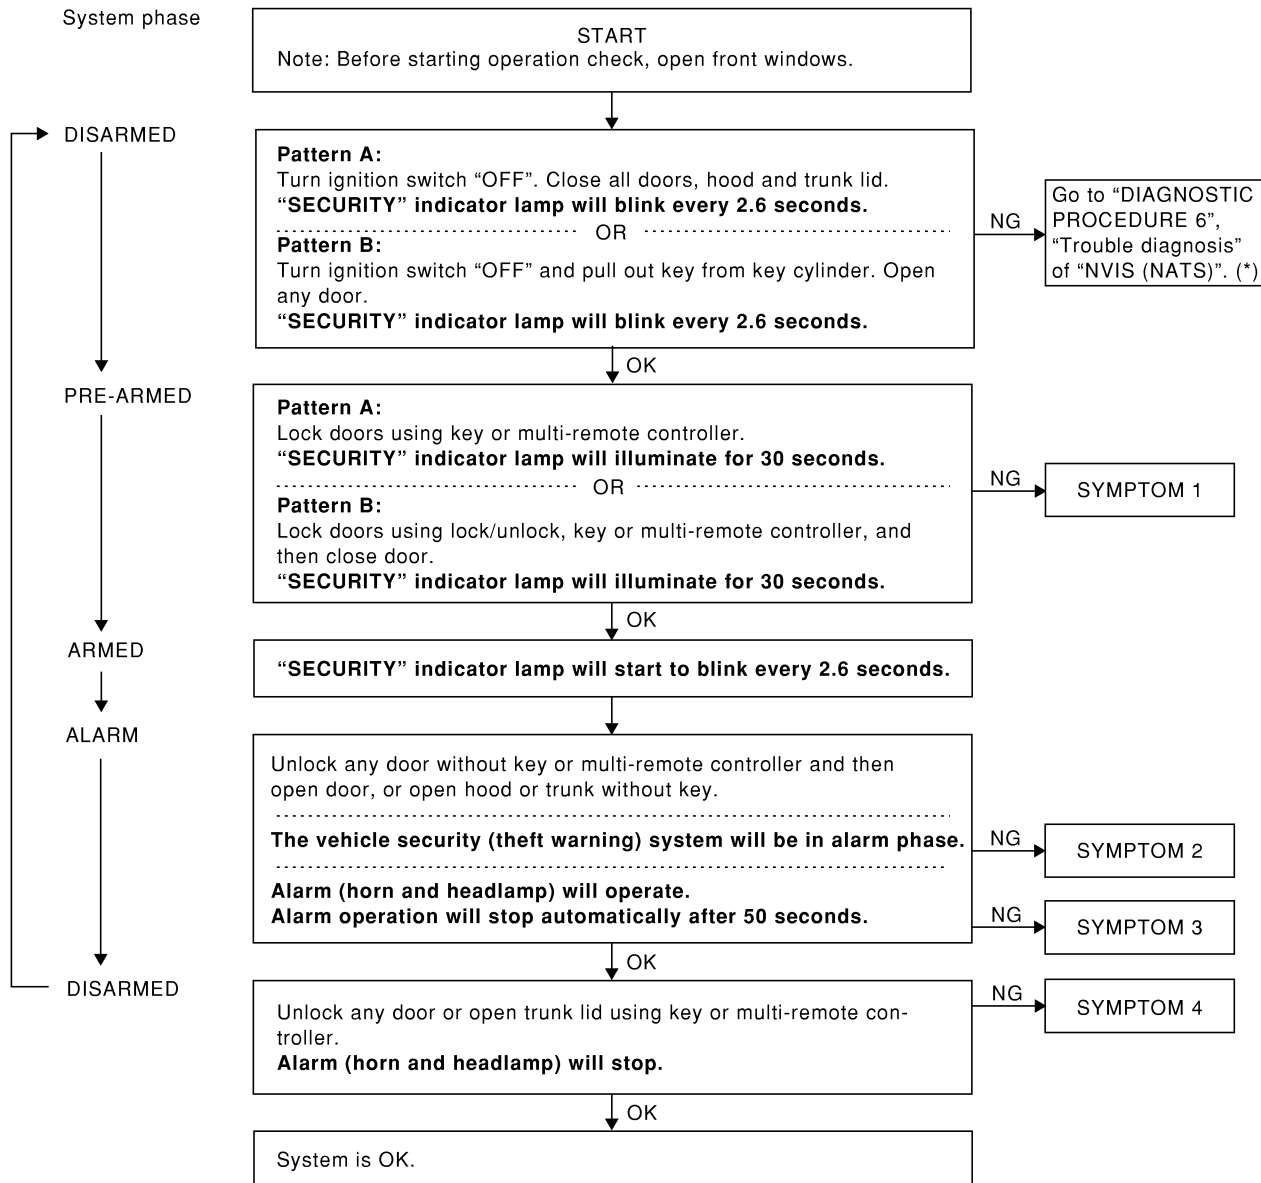 System phase
START
Note: Before starting operation check, open front windows.
DISARMED
Pattern A:
Turn ignition switch “OFF”. Close all doors, hood and trunk lid.
“SECURITY” indicator lamp will blink every 2.6 seconds.
OR
Pattern B:
Turn ignition switch “OFF” and pull out key from key cylinder. Open
any door.
“SECURITY” indicator lamp will blink every 2.6 seconds.
NG
Go to “DIAGNOSTIC
PROCEDURE 6”,
“Trouble diagnosis”
of “NVIS (NATS)”. (*)
OK
PRE-ARMED
Pattern A:
Lock doors using key or multi-remote controller.
“SECURITY” indicator lamp will illuminate for 30 seconds.
OR
Pattern B:
Lock doors using lock/unlock, key or multi-remote controller, and
then close door.
“SECURITY” indicator lamp will illuminate for 30 seconds.
NG
SYMPTOM 1
OK
ARMED
“SECURITY” indicator lamp will start to blink every 2.6 seconds.
ALARM
Unlock any door without key or multi-remote controller and then
open door, or open hood or trunk without key.
The vehicle security (theft warning) system will be in alarm phase.
NG
SYMPTOM 2
Alarm (horn and headlamp) will operate.
Alarm operation will stop automatically after 50 seconds.
NG
SYMPTOM 3
OK
DISARMED
Unlock any door or open trunk lid using key or multi-remote con-
troller.
Alarm (horn and headlamp) will stop.
NG
SYMPTOM 4
OK
System is OK.